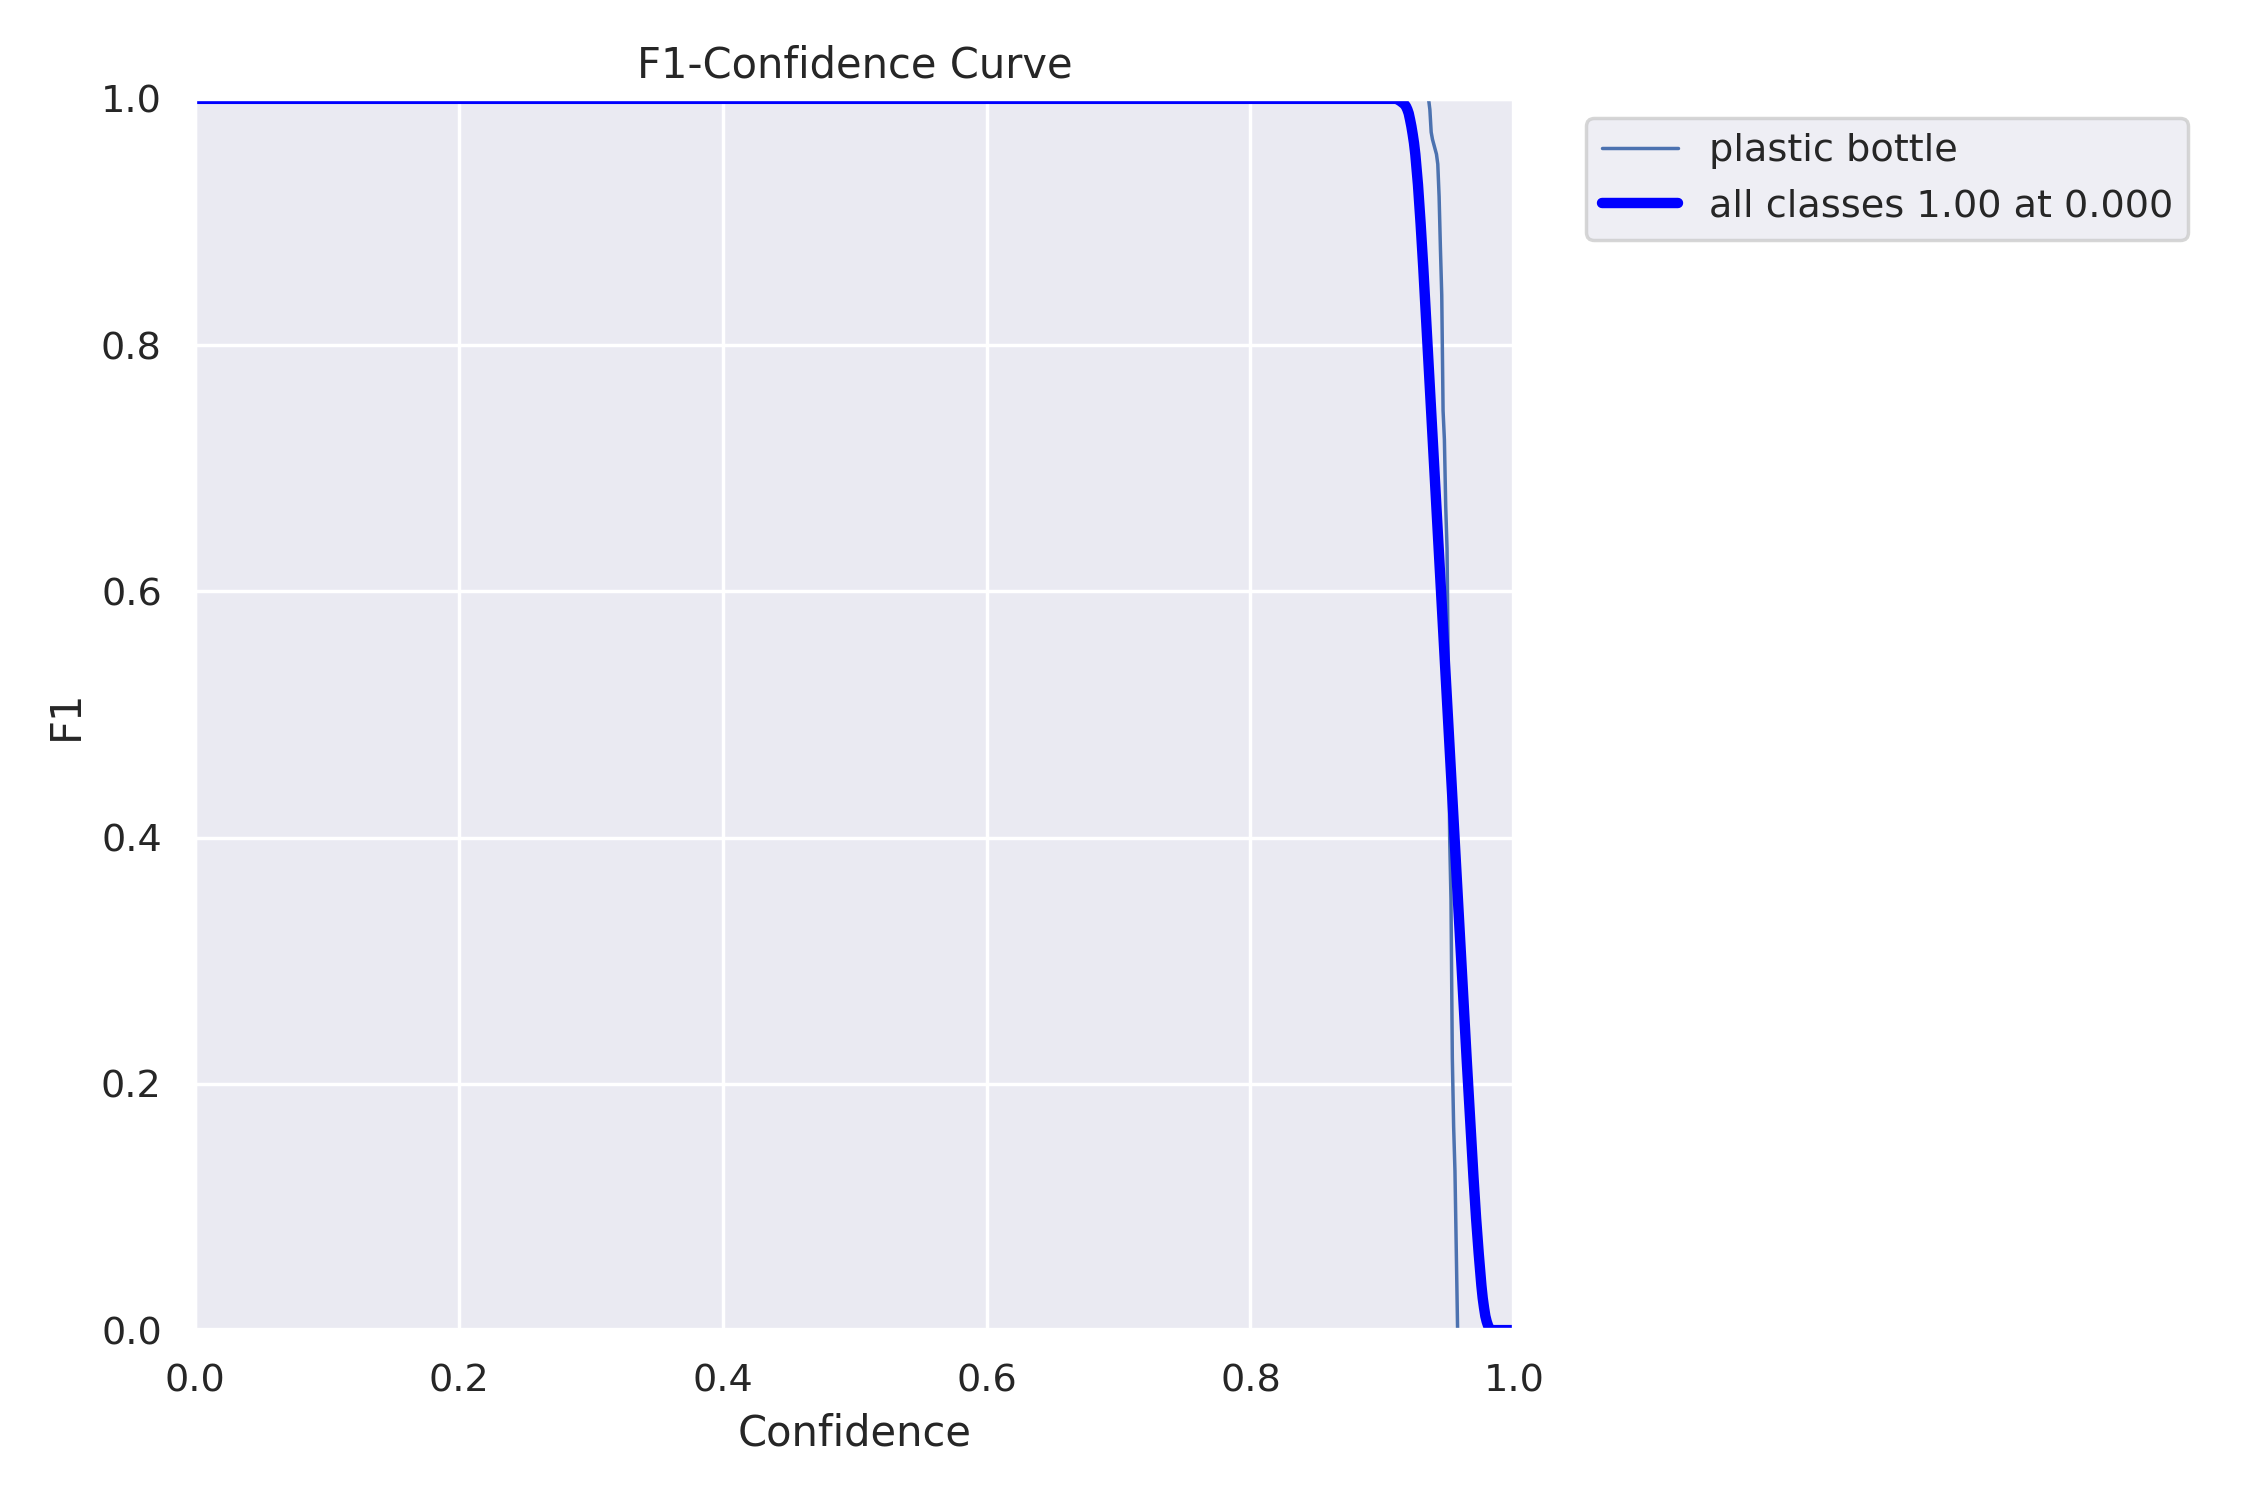 F1-Confidence Curve
1.0
0.8
0.6
0.4
0.2
0.0
F1
0.0 0.2 0.4 0.6 0.8 1.0
Confidence
plastic bottle
all classes 1.00 at 0.000